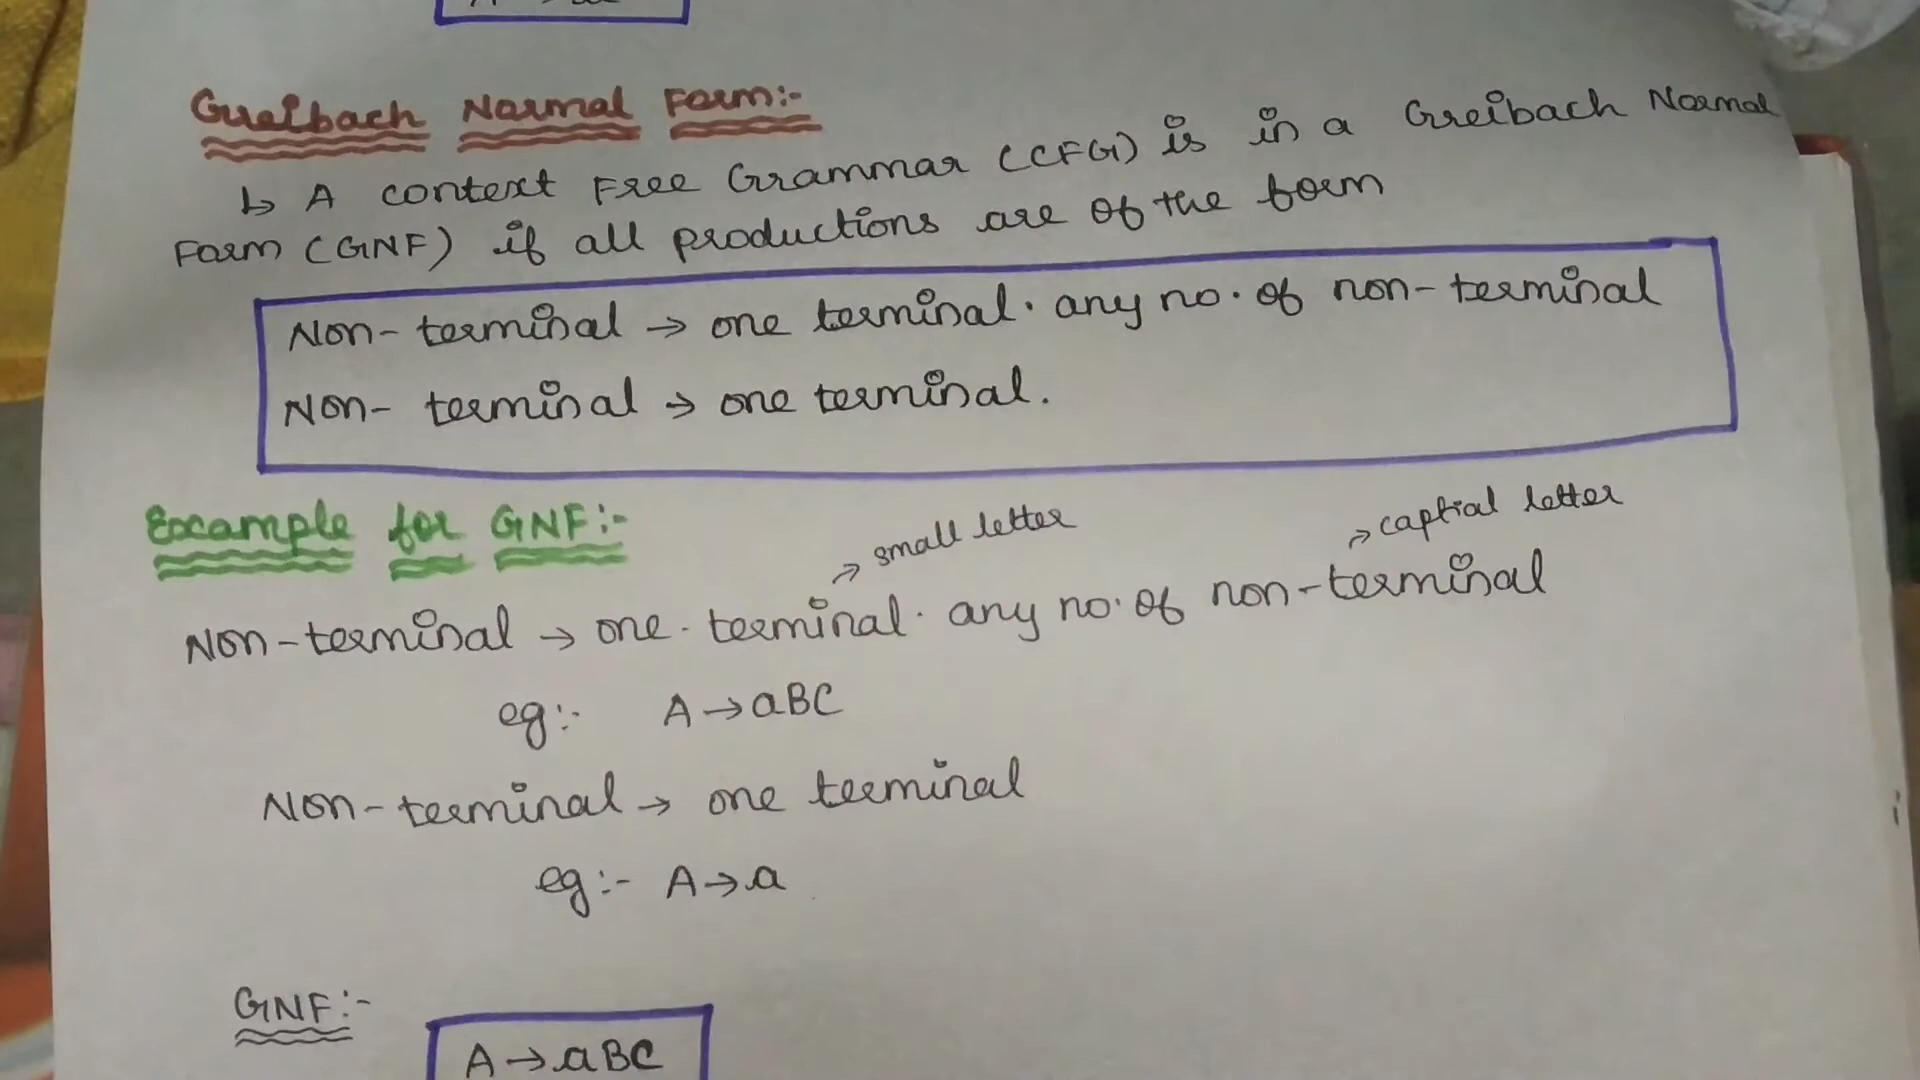 Greibach Normal Form:-
↳ A context Free Grammar (CFG) is in a Greibach Normal
Form (GNF) if all productions are of the form
Non-terminal → one terminal. any no. of non-terminal
Non-terminal → one terminal.
Example for GNF:-
→ small letter
→ captial letter
Non-terminal → one. terminal. any no. of non-terminal
eg:- A→aBC
Non-terminal → one terminal
eg:- A→a
GNF:-
A→aBC